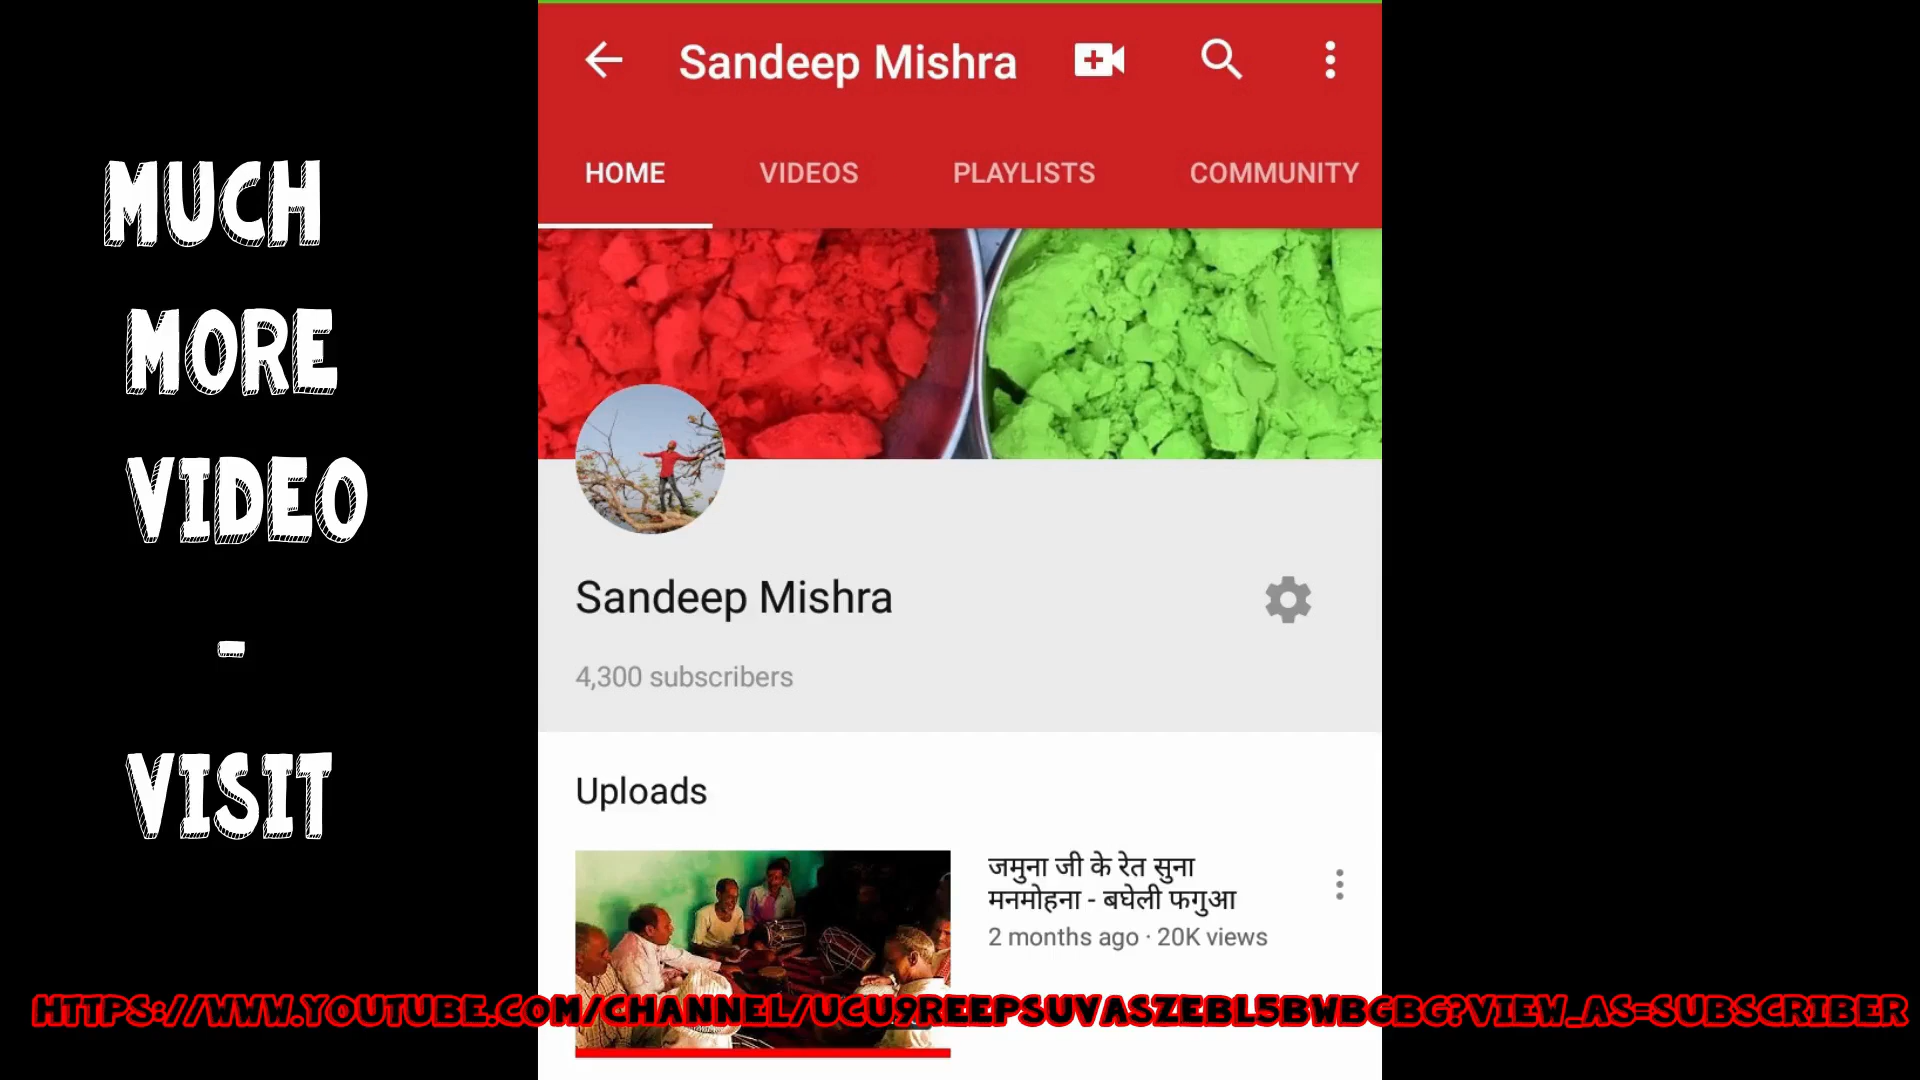 Sandeep Mishra
HOME VIDEOS PLAYLISTS COMMUNITY
MUCH
MORE
VIDEO
-
VISIT
Sandeep Mishra
4,300 subscribers
Uploads
जमुना जी के रेत सुना
मनमोहना - बघेली फगुआ
2 months ago · 20K views
HTTPS://WWW.YOUTUBE.COM/CHANNEL/UCU9REEPSUVASZEBL5BWBGBG?VIEW_AS=SUBSCRIBER